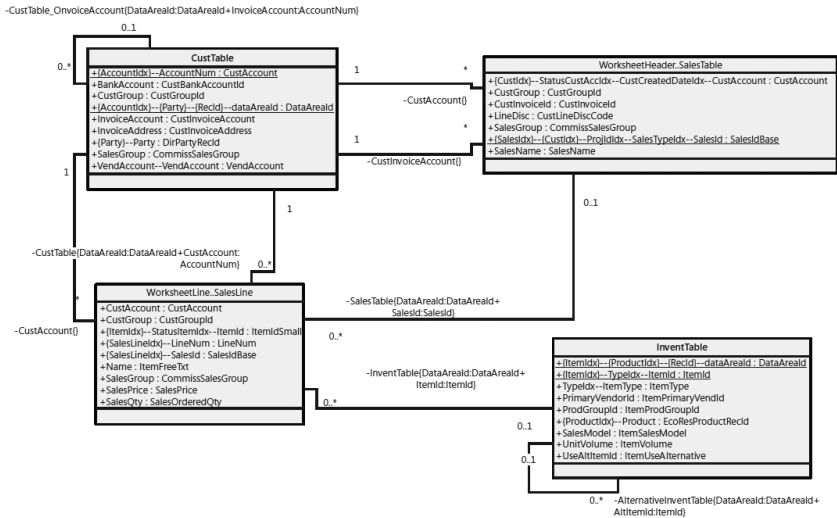 -CustTable_OnvoiceAccount{DataAreaId:DataAreaId+InvoiceAccount:AccountNum}
0..1
0..*
CustTable
+{AccountIdx}--AccountNum : CustAccount
+BankAccount : CustBankAccountId
+CustGroup : CustGroupId
+{AccountIdx}--{Party}--{RecId}--dataAreaId : DataAreaId
+InvoiceAccount : CustInvoiceAccount
+InvoiceAddress : CustInvoiceAddress
+{Party}--Party : DirPartyRecId
+SalesGroup : CommissSalesGroup
+VendAccount--VendAccount : VendAccount
1
*
-CustAccount{}
1
*
-CustInvoiceAccount{}
WorksheetHeader..SalesTable
+{CustIdx}--StatusCustAccIdx--CustCreatedDateIdx--CustAccount : CustAccount
+CustGroup : CustGroupId
+CustInvoiceId : CustInvoiceId
+LineDisc : CustLineDiscCode
+SalesGroup : CommissSalesGroup
+{SalesIdx}--{CustIdx}--ProjIdIdx--SalesTypeIdx--SalesId : SalesIdBase
+SalesName : SalesName
1
1
0..1
-CustTable{DataAreaId:DataAreaId+CustAccount:
AccountNum}
0..*
*
-CustAccount{}
WorksheetLine..SalesLine
+CustAccount : CustAccount
+CustGroup : CustGroupId
+{ItemIdx}--StatusItemIdx--ItemId : ItemIdSmall
+{SalesLineIdx}--LineNum : LineNum
+{SalesLineIdx}--SalesId : SalesIdBase
+Name : ItemFreeTxt
+SalesGroup : CommissSalesGroup
+SalesPrice : SalesPrice
+SalesQty : SalesOrderedQty
-SalesTable{DataAreaId:DataAreaId+
SalesId:SalesId}
0..*
-InventTable{DataAreaId:DataAreaId+
ItemId:ItemId}
0..*
0..1
InventTable
+{ItemIdx}--{ProductIdx}--{RecId}--dataAreaId : DataAreaId
+{ItemIdx}--TypeIdx--ItemId : ItemId
+TypeIdx--ItemType : ItemType
+PrimaryVendorId : ItemPrimaryVendId
+ProdGroupId : ItemProdGroupId
+{ProductIdx}--Product : EcoResProductRecId
+SalesModel : ItemSalesModel
+UnitVolume : ItemVolume
+UseAltItemId : ItemUseAlternative
0..1
0..*
-AlternativeInventTable{DataAreaId:DataAreaId+
AltItemId:ItemId}